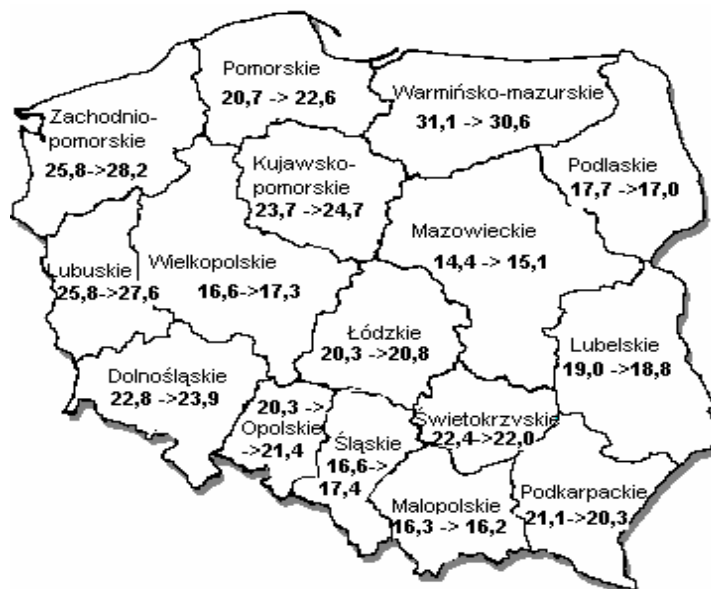 Pomorskie
20,7 -> 22,6
Warmińsko-mazurskie
31,1 -> 30,6
Zachodnio-
pomorskie
25,8->28,2
Kujawsko-
pomorskie
23,7 ->24,7
Podlaskie
17,7 ->17,0
Mazowieckie
14,4 -> 15,1
Lubuskie
25,8->27,6
Wielkopolskie
16,6->17,3
Łódzkie
20,3 ->20,8
Lubelskie
19,0 ->18,8
Dolnośląskie
22,8 ->23,9
20,3 ->
Opolskie
->21,4
Śląskie
16,6->
17,4
Świetokrzyskie
22,4->22,0
Malopolskie
16,3 -> 16,2
Podkarpackie
21,1->20,3